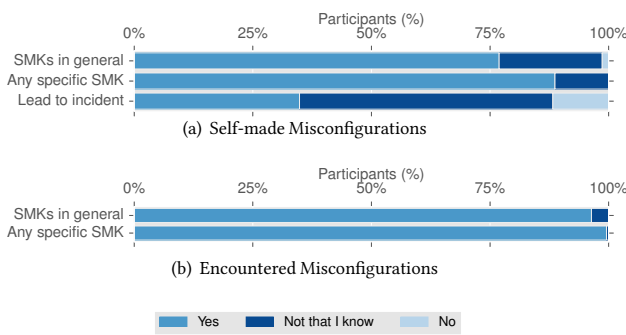 Participants (%)
0% 25% 50% 75% 100%
SMKs in general
Any specific SMK
Lead to incident
(a) Self-made Misconfigurations
Participants (%)
0% 25% 50% 75% 100%
SMKs in general
Any specific SMK
(b) Encountered Misconfigurations
Yes Not that I know No